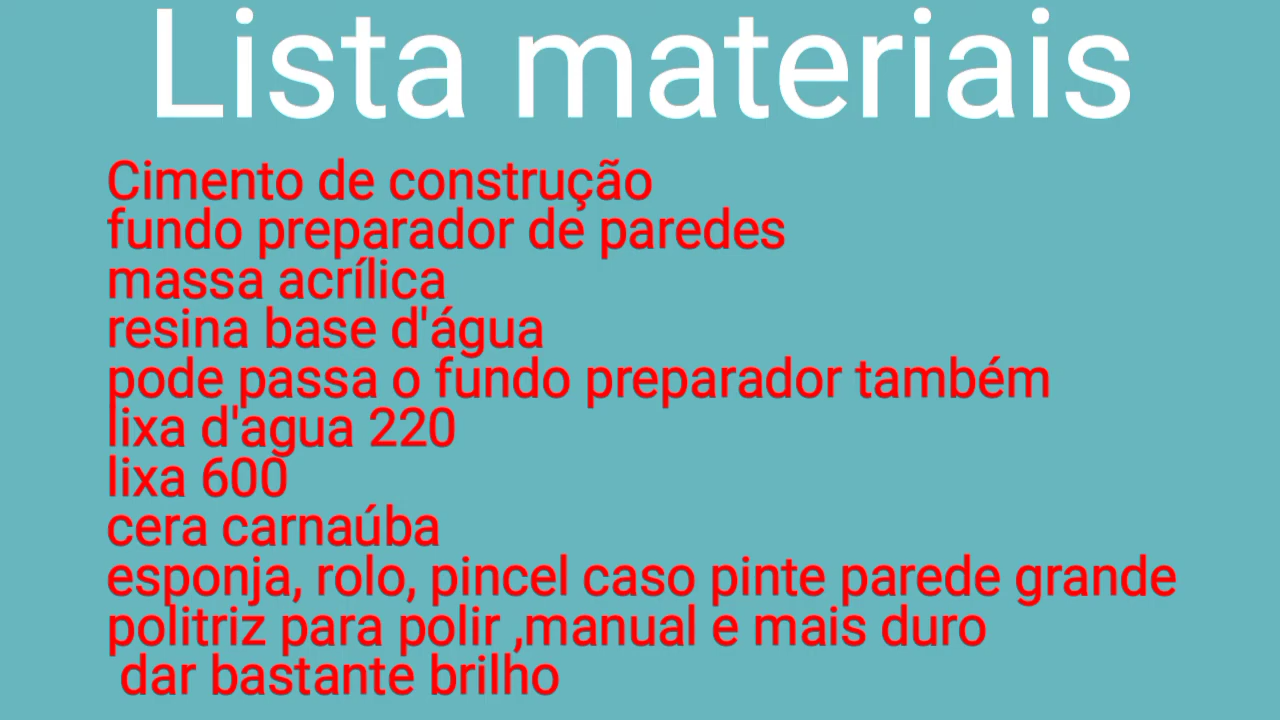 Lista materiais
Cimento de construção
fundo preparador de paredes
massa acrílica
resina base d'água
pode passa o fundo preparador também
lixa d'agua 220
lixa 600
cera carnaúba
esponja, rolo, pincel caso pinte parede grande
politriz para polir ,manual e mais duro
dar bastante brilho